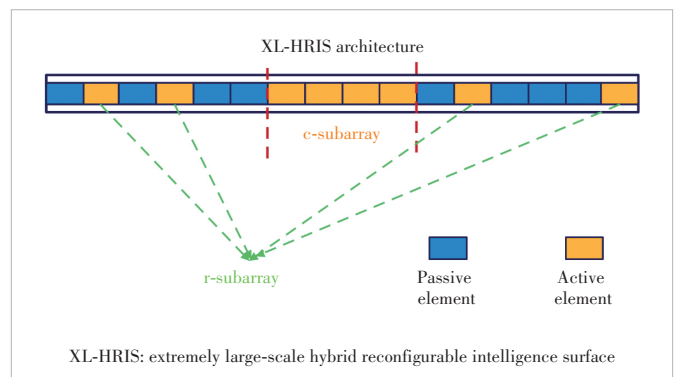 XL-HRIS architecture
c-subarray
r-subarray
Passive
element
Active
element
XL-HRIS: extremely large-scale hybrid reconfigurable intelligence surface